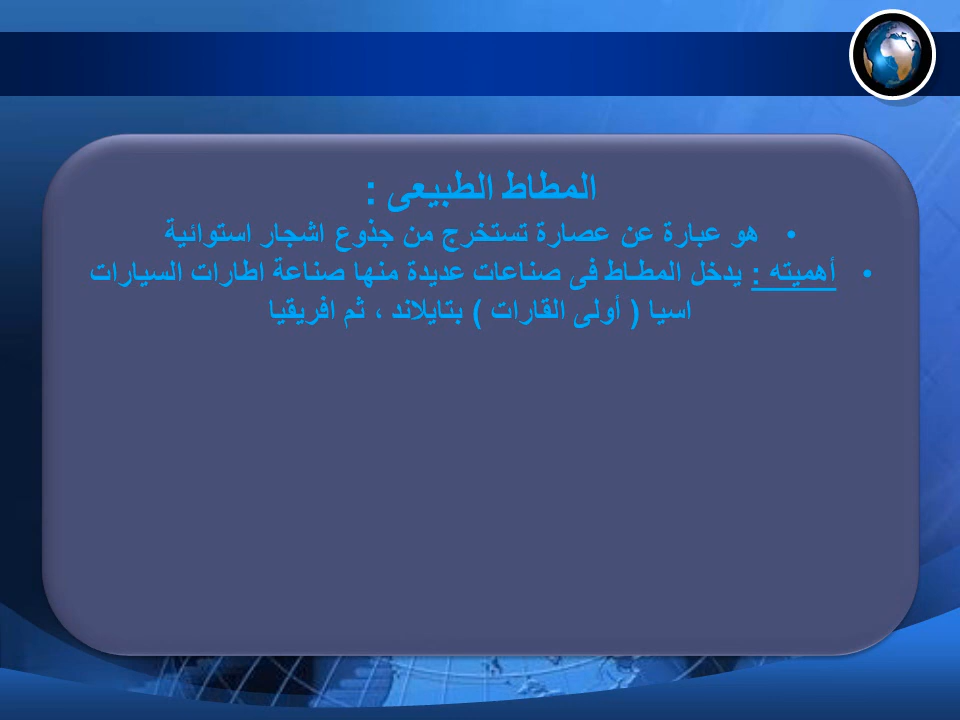 المطاط الطبيعى :
• هو عبارة عن عصارة تستخرج من جذوع اشجار استوائية
• أهميته : يدخل المطاط فى صناعات عديدة منها صناعة اطارات السيارات
اسيا ( أولى القارات ) بتايلاند ، ثم افريقيا